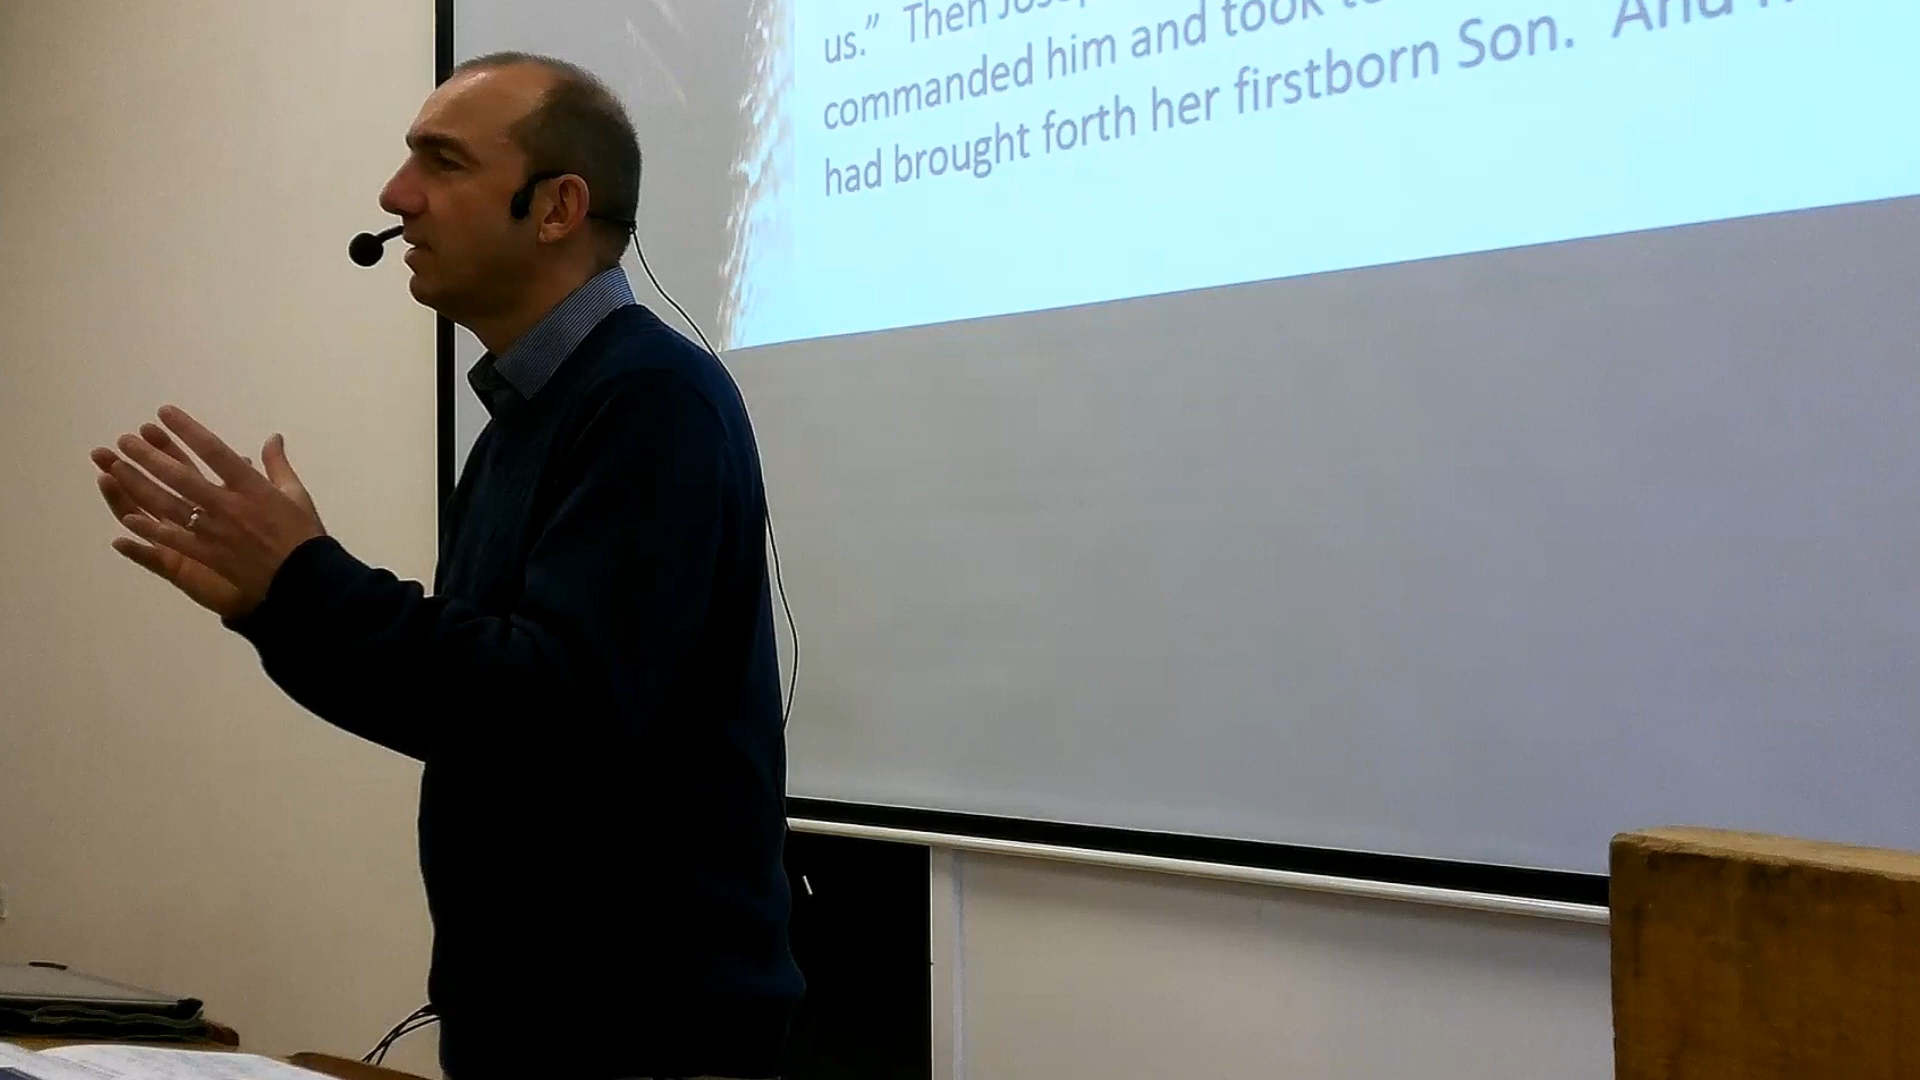 us.” Then
commanded him and took
had brought forth her firstborn Son. And